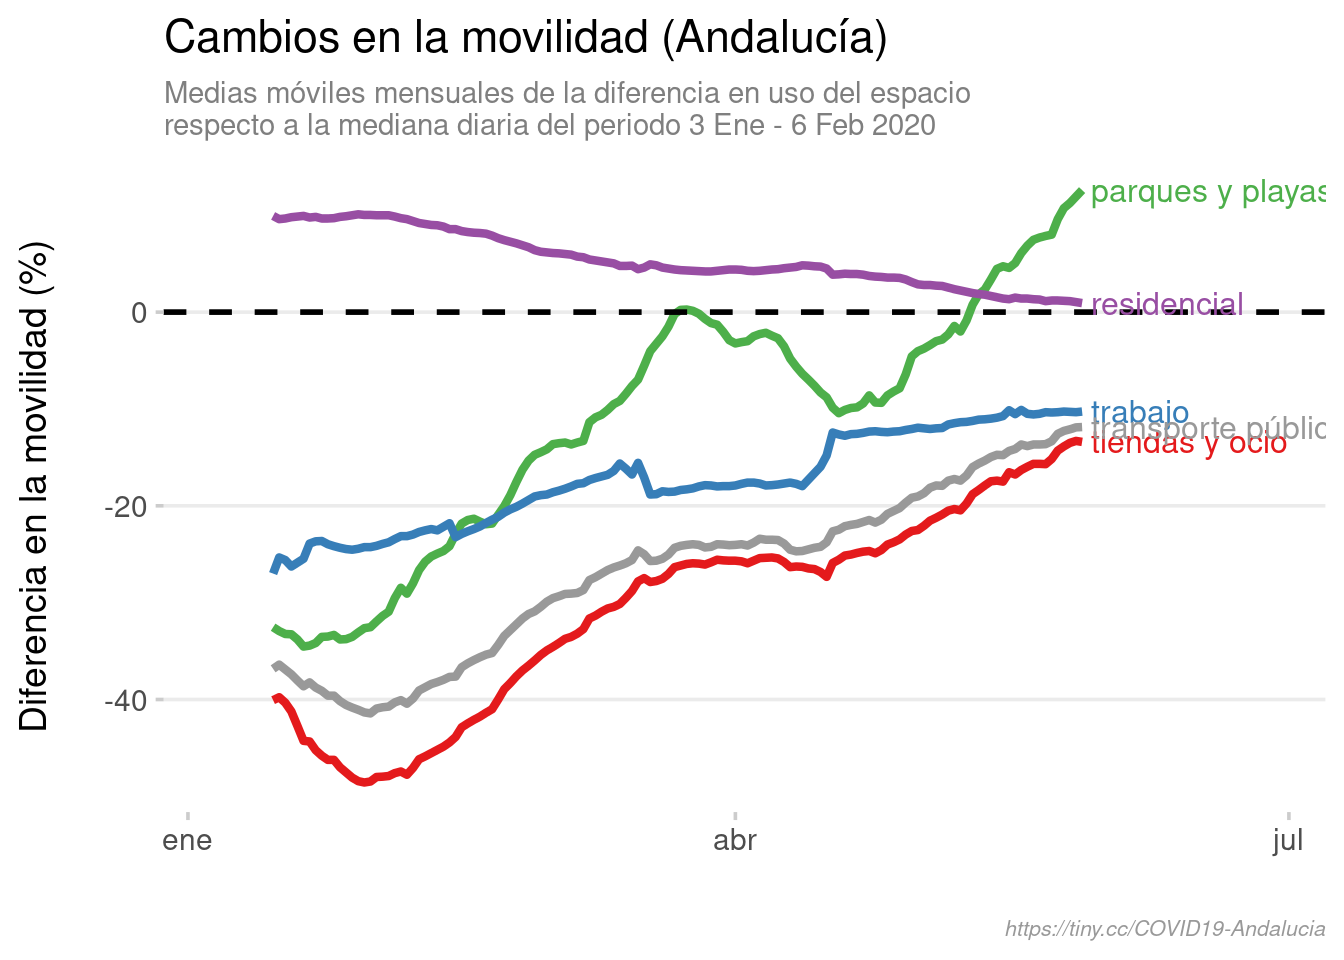 Cambios en la movilidad (Andalucía)
Medias móviles mensuales de la diferencia en uso del espacio
respecto a la mediana diaria del periodo 3 Ene - 6 Feb 2020
Diferencia en la movilidad (%)
parques y playas
0
residencial
trabajo
transporte públic
tiendas y ocio
-20
-40
ene
abr
jul
https://tiny.cc/COVID19-Andalucia